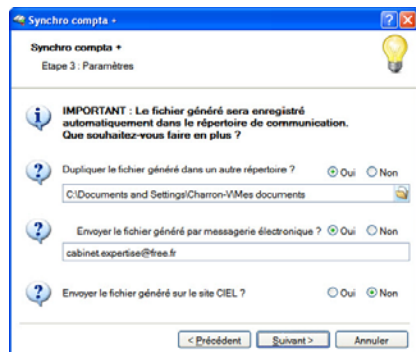 Synchro compta +
Synchro compta +
Etape 3 : Paramètres
IMPORTANT : Le fichier généré sera enregistré
automatiquement dans le répertoire de communication.
Que souhaitez-vous faire en plus ?
Dupliquer le fichier généré dans un autre répertoire ? Oui Non
C:\Documents and Settings\Charron-V\Mes documents
Envoyer le fichier généré par messagerie électronique ? Oui Non
cabinet.expertise@free.fr
Envoyer le fichier généré sur le site CIEL ? Oui Non
< Précédent Suivant > Annuler